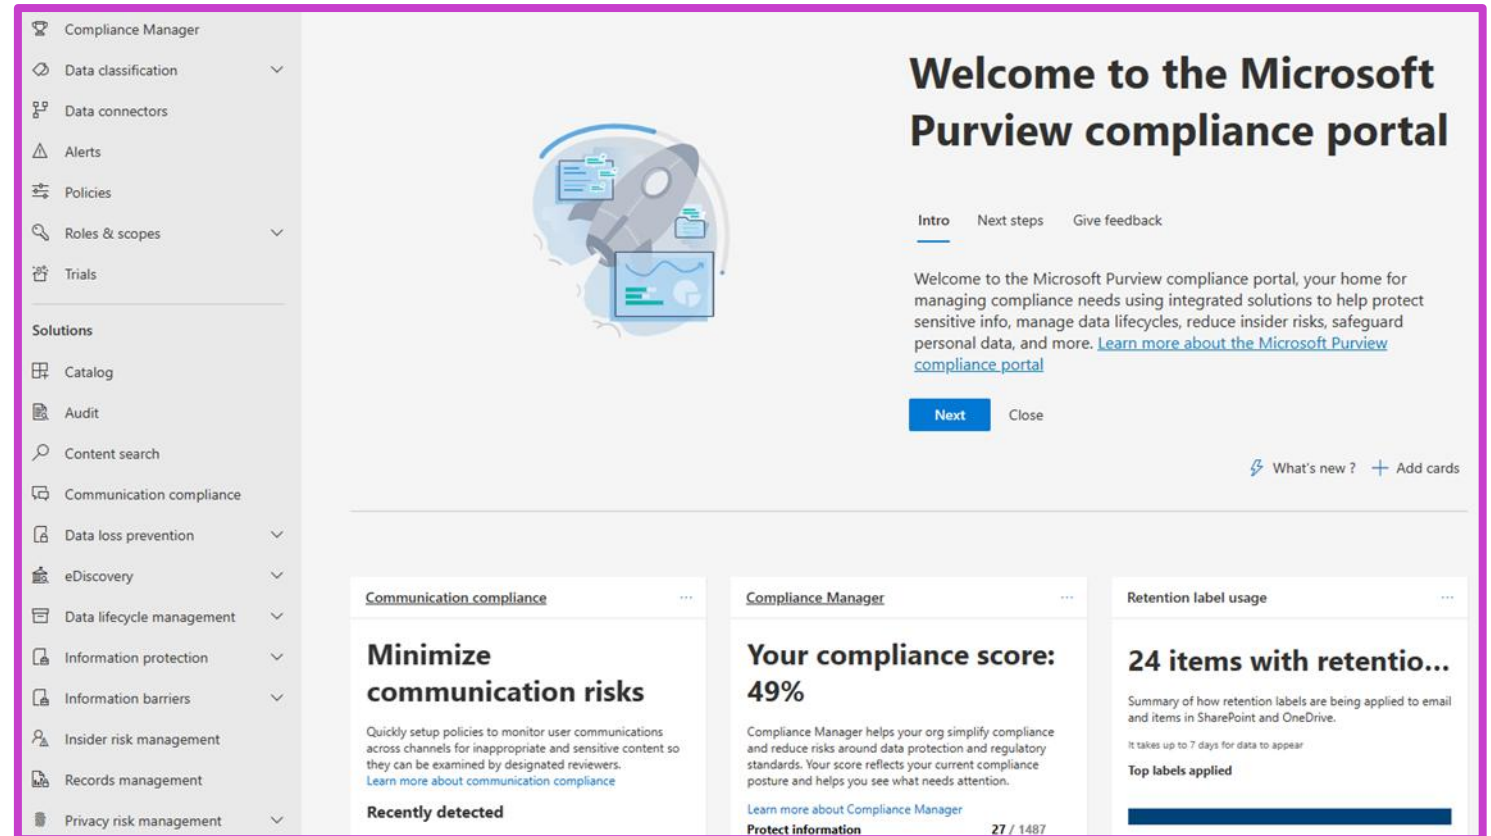 Compliance Manager
Data classification
Data connectors
Alerts
Policies
Roles & scopes
Trials
Solutions
Catalog
Audit
Content search
Communication compliance
Data loss prevention
eDiscovery
Data lifecycle management
Information protection
Information barriers
Insider risk management
Records management
Privacy risk management
Welcome to the Microsoft
Purview compliance portal
Intro Next steps Give feedback
Welcome to the Microsoft Purview compliance portal, your home for
managing compliance needs using integrated solutions to help protect
sensitive info, manage data lifecycles, reduce insider risks, safeguard
personal data, and more. Learn more about the Microsoft Purview
compliance portal
Next Close
What's new ? Add cards
Communication compliance
Minimize
communication risks
Quickly setup policies to monitor user communications
across channels for inappropriate and sensitive content so
they can be examined by designated reviewers.
Learn more about communication compliance
Recently detected
Compliance Manager
Your compliance score:
49%
Compliance Manager helps your org simplify compliance
and reduce risks around data protection and regulatory
standards. Your score reflects your current compliance
posture and helps you see what needs attention.
Learn more about Compliance Manager
Protect information 27 / 1487
Retention label usage
24 items with retentio...
Summary of how retention labels are being applied to email
and items in SharePoint and OneDrive.
It takes up to 7 days for data to appear
Top labels applied